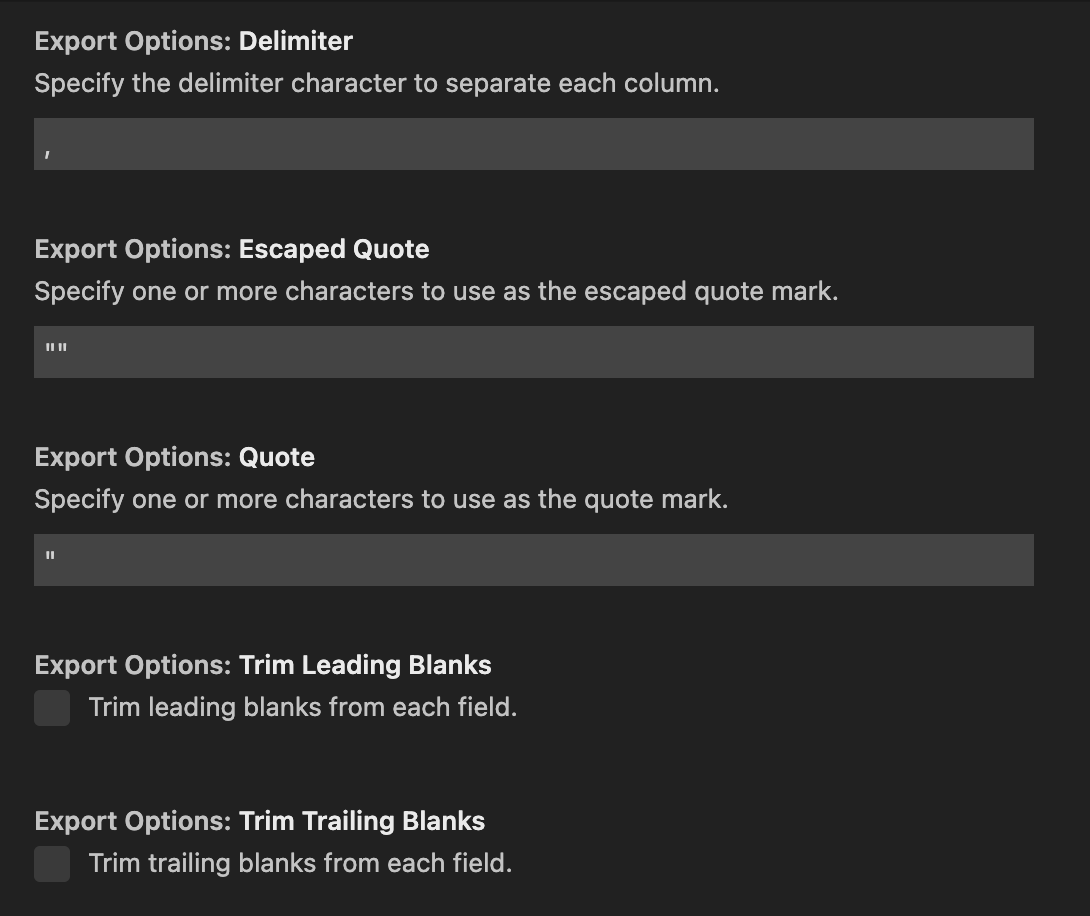 Export Options: Delimiter
Specify the delimiter character to separate each column.
,
Export Options: Escaped Quote
Specify one or more characters to use as the escaped quote mark.
""
Export Options: Quote
Specify one or more characters to use as the quote mark.
"
Export Options: Trim Leading Blanks
Trim leading blanks from each field.
Export Options: Trim Trailing Blanks
Trim trailing blanks from each field.